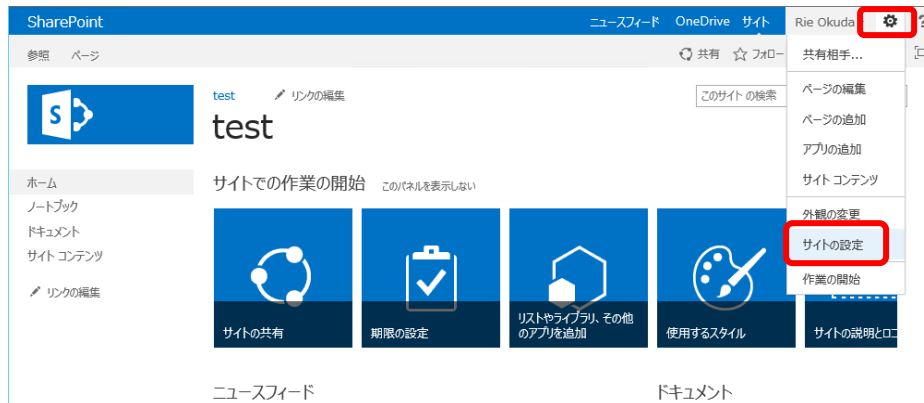 SharePoint
ニュースフィード OneDrive サイト Rie Okuda ?
参照 ページ
共有 フォロー
共有相手...
ページの編集
ページの追加
アプリの追加
サイト コンテンツ
外観の変更
サイトの設定
作業の開始
S
test リンクの編集
このサイト の検索
test
ホーム
ノートブック
ドキュメント
サイト コンテンツ
リンクの編集
サイトでの作業の開始 このパネルを表示しない
サイトの共有
期限の設定
リストやライブラリ、その他
のアプリを追加
使用するスタイル
サイトの説明とロゴ
ニュースフィード ドキュメント